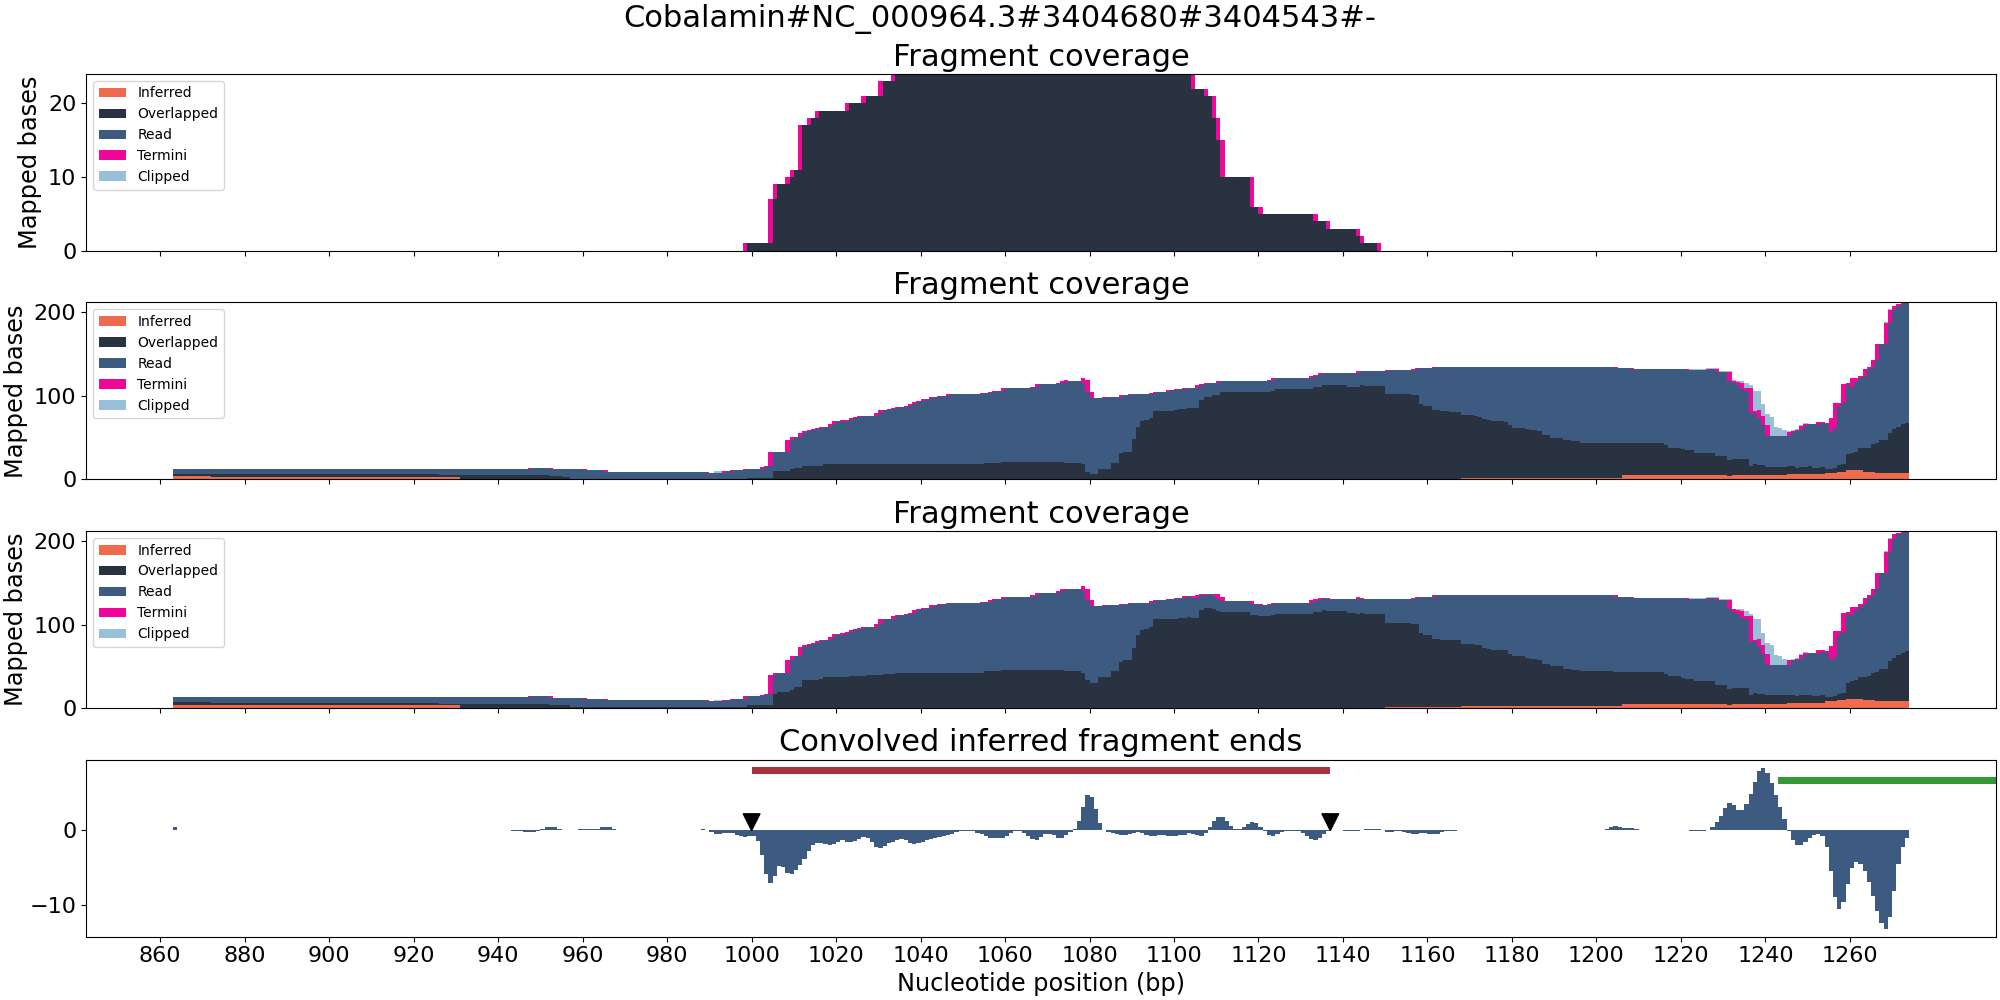 Cobalamin#NC_000964.3#3404680#3404543#-
Fragment coverage
Mapped bases
20
10
0
Inferred
Overlapped
Read
Termini
Clipped
Fragment coverage
Mapped bases
200
100
0
Inferred
Overlapped
Read
Termini
Clipped
Fragment coverage
Mapped bases
200
100
0
Inferred
Overlapped
Read
Termini
Clipped
Convolved inferred fragment ends
0
−10
860 880 900 920 940 960 980 1000 1020 1040 1060 1080 1100 1120 1140 1160 1180 1200 1220 1240 1260
Nucleotide position (bp)